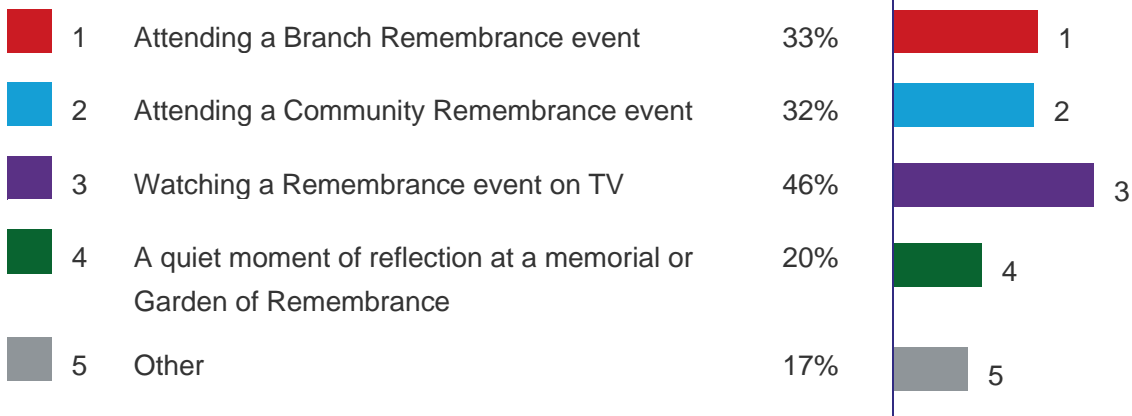 1 Attending a Branch Remembrance event 33% 1
2 Attending a Community Remembrance event 32% 2
3 Watching a Remembrance event on TV 46% 3
4 A quiet moment of reflection at a memorial or 20% 4
Garden of Remembrance
5 Other 17% 5